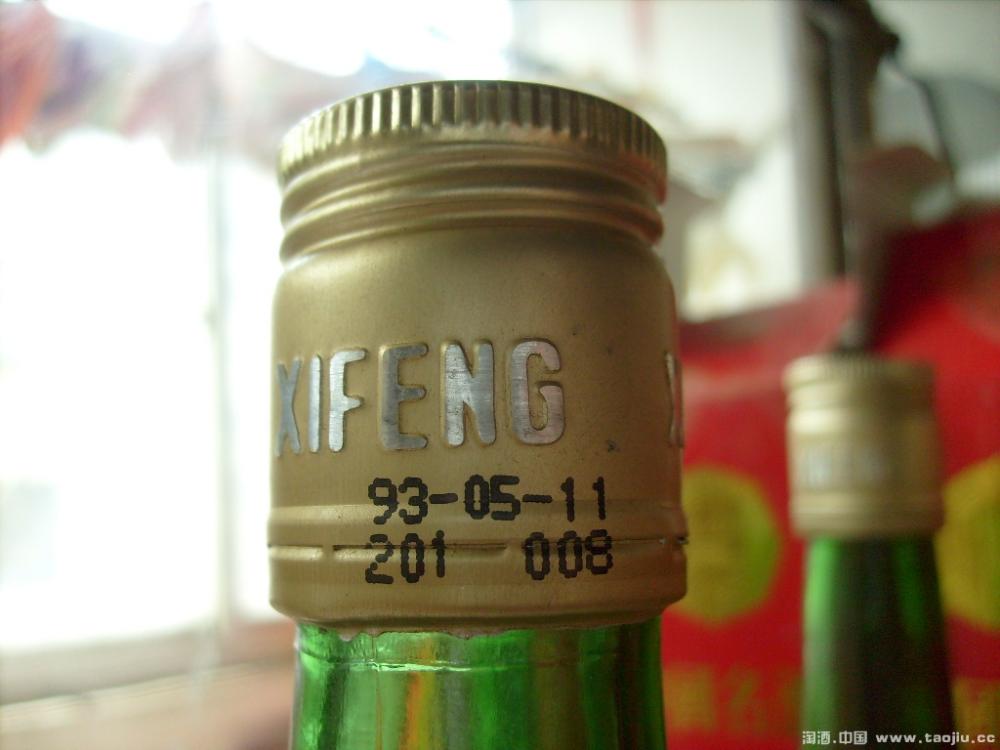 XIFENG
93-05-11
201 008
淘酒.中国 www.taojiu.cc